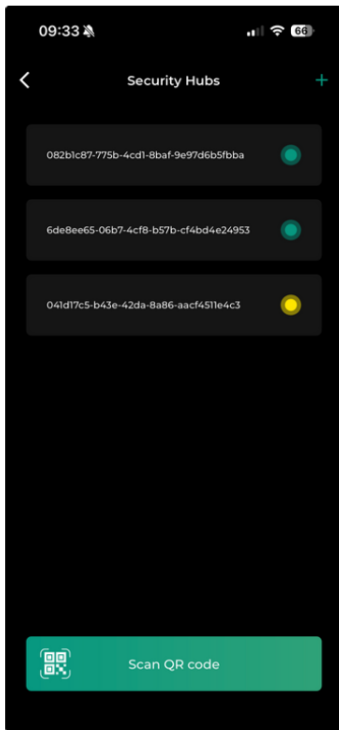 09:33
66
Security Hubs
+
082b1c87-775b-4cd1-8baf-9e97d6b5fbba
6de8ee65-06b7-4cf8-b57b-cf4bd4e24953
041d17c5-b43e-42da-8a86-aacf4511e4c3
Scan QR code